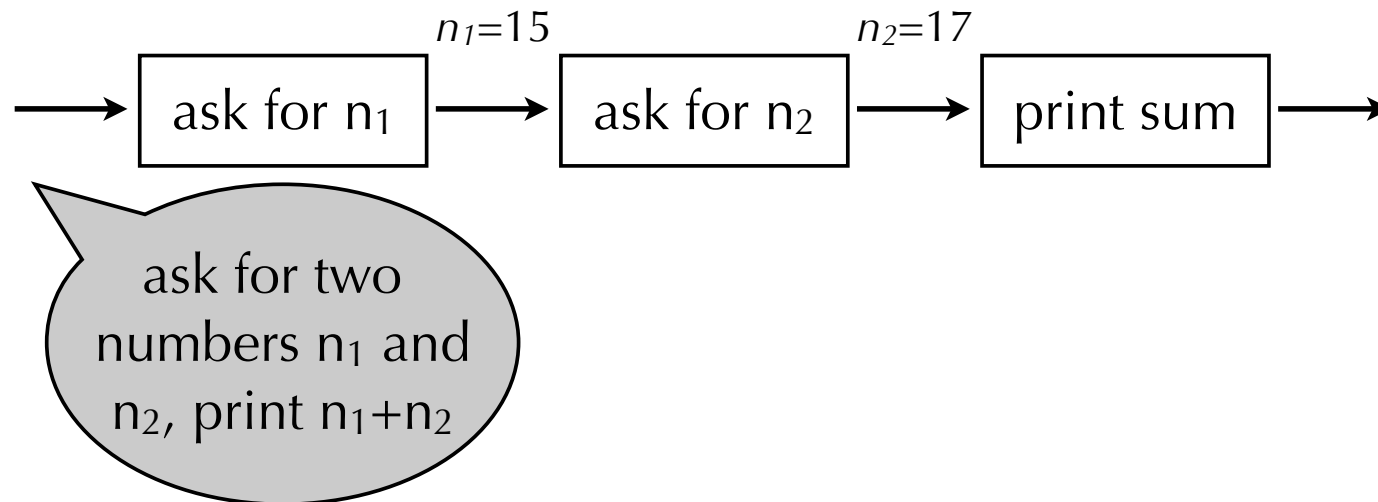 n₁=15
n₂=17
ask for n₁
ask for n₂
print sum
ask for two
numbers n₁ and
n₂, print n₁+n₂